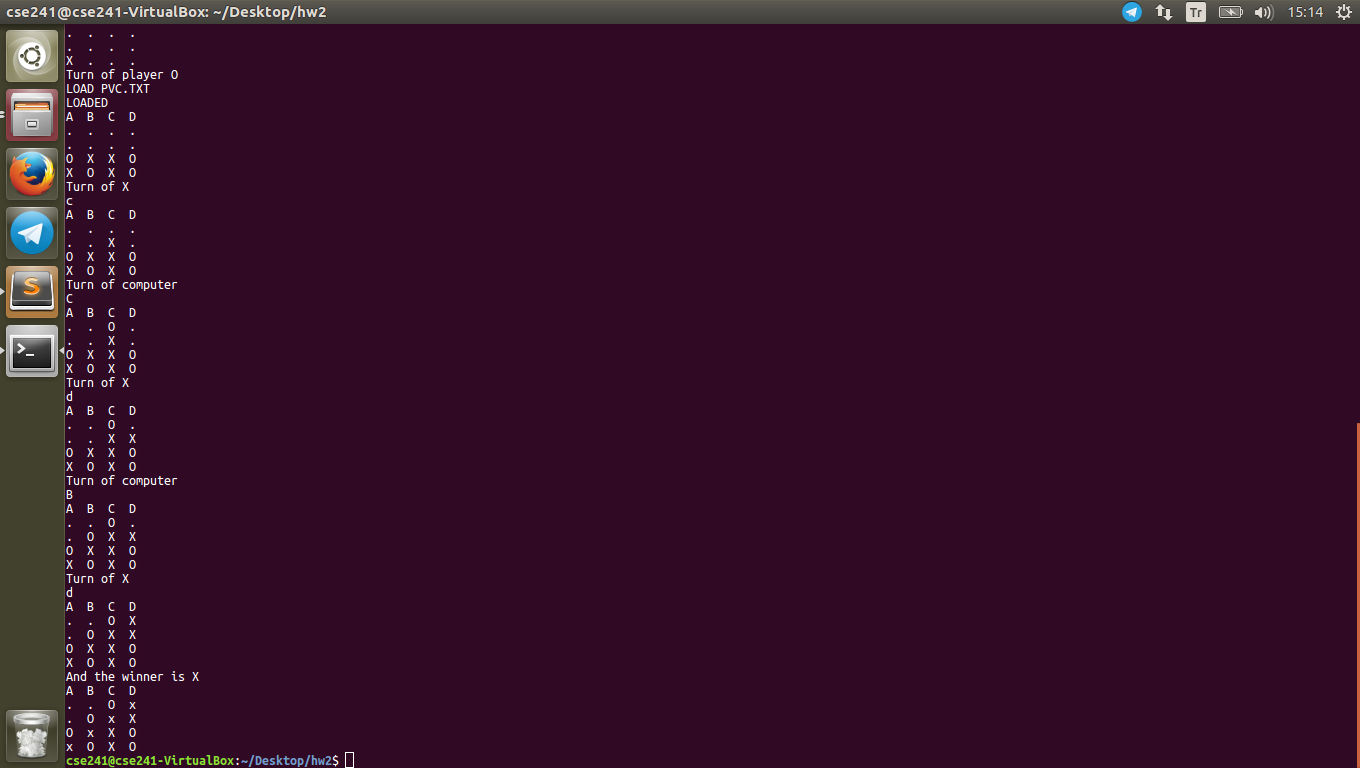 cse241@cse241-VirtualBox: ~/Desktop/hw2
Tr
15:14
. . . .
. . . .
X . . .
Turn of player O
LOAD PVC.TXT
LOADED
A B C D
. . . .
. . . .
O X X O
X O X O
Turn of X
c
A B C D
. . . .
. . X .
O X X O
X O X O
Turn of computer
C
A B C D
. . O .
. . X .
O X X O
X O X O
Turn of X
d
A B C D
. . O .
. . X X
O X X O
X O X O
Turn of computer
B
A B C D
. . O .
. O X X
O X X O
X O X O
Turn of X
d
A B C D
. . O X
. O X X
O X X O
X O X O
And the winner is X
A B C D
. . O x
. O x X
O x X O
x O X O
cse241@cse241-VirtualBox:~/Desktop/hw2$